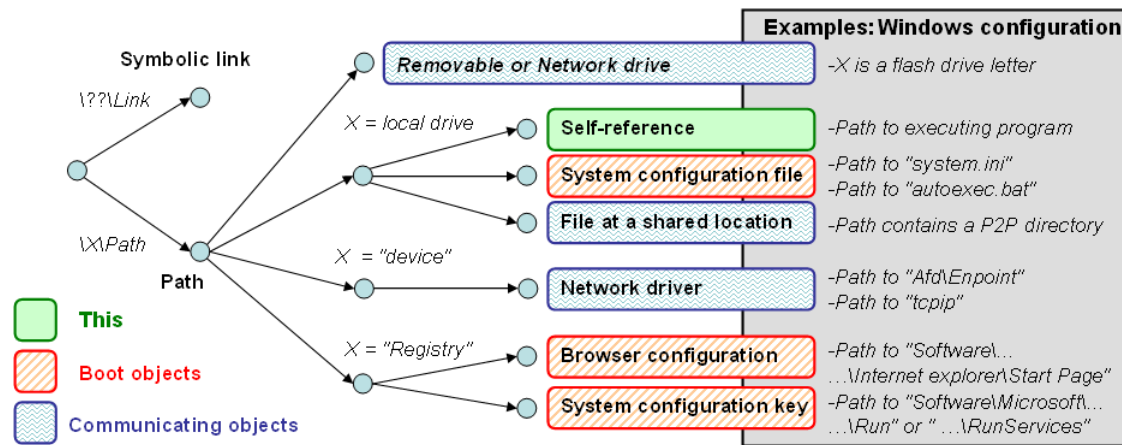 Examples: Windows configuration
Symbolic link
\??\Link
Removable or Network drive
-X is a flash drive letter
X = local drive
Self-reference
-Path to executing program
System configuration file
-Path to "system.ini"
-Path to "autoexec.bat"
File at a shared location
-Path contains a P2P directory
\X\Path
Path
X = "device"
Network driver
-Path to "Afd\Enpoint"
-Path to "tcpip"
This
X = "Registry"
Browser configuration
-Path to "Software\...
...\Internet explorer\Start Page"
Boot objects
System configuration key
-Path to "Software\Microsoft\...
...\Run" or " ...\RunServices"
Communicating objects